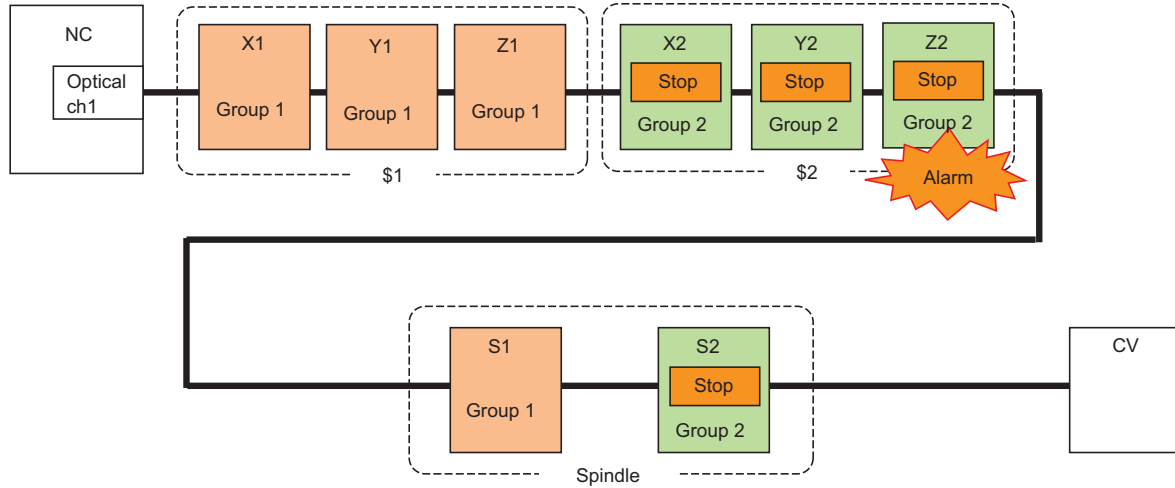 NC
Optical
ch1
X1
Group 1
Y1
Group 1
Z1
Group 1
$1
X2
Stop
Group 2
Y2
Stop
Group 2
Z2
Stop
Group 2
$2
Alarm
S1
Group 1
S2
Stop
Group 2
Spindle
CV